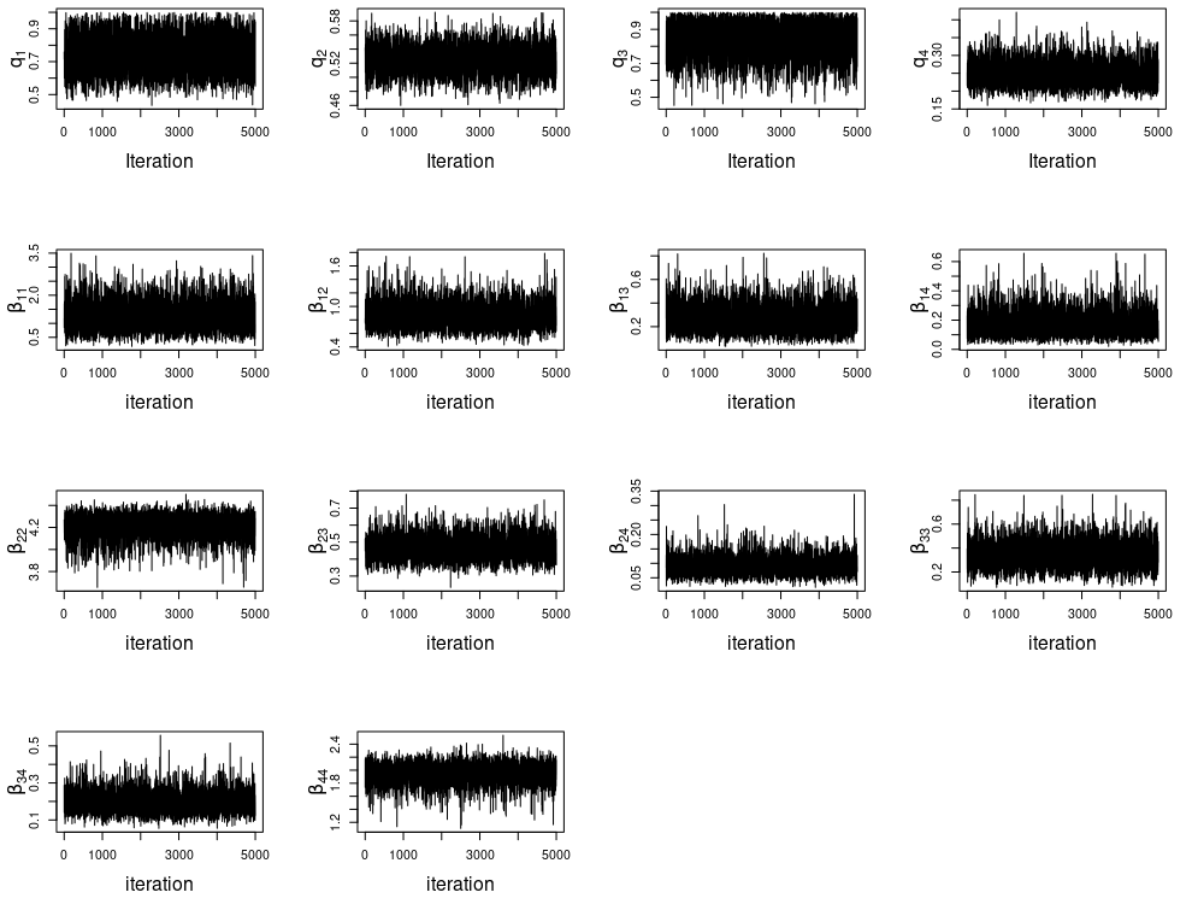 q1
0.5 0.7 0.9
0 1000 3000 5000
Iteration
q2
0.46 0.52 0.58
0 1000 3000 5000
Iteration
q3
0.5 0.7 0.9
0 1000 3000 5000
Iteration
q4
0.15 0.30
0 1000 3000 5000
Iteration
β11
0.5 2.0 3.5
0 1000 3000 5000
iteration
β12
0.4 1.0 1.6
0 1000 3000 5000
iteration
β13
0.2 0.6
0 1000 3000 5000
iteration
β14
0.0 0.2 0.4 0.6
0 1000 3000 5000
iteration
β22
3.8 4.2
0 1000 3000 5000
iteration
β23
0.3 0.5 0.7
0 1000 3000 5000
iteration
β24
0.05 0.20 0.35
0 1000 3000 5000
iteration
β33
0.2 0.6
0 1000 3000 5000
iteration
β34
0.1 0.3 0.5
0 1000 3000 5000
iteration
β44
1.2 1.8 2.4
0 1000 3000 5000
iteration